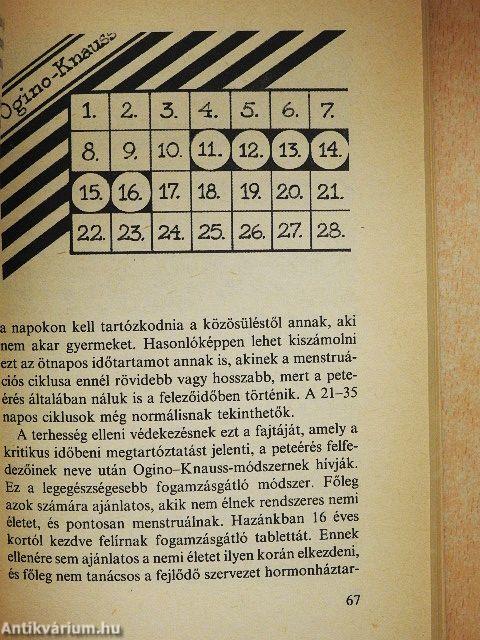 Ogino-Knauss
1. 2. 3. 4. 5. 6. 7.
8. 9. 10. 11. 12. 13. 14.
15. 16. 17. 18. 19. 20. 21.
22. 23. 24. 25. 26. 27. 28.
a napokon kell tartózkodnia a közösüléstől annak, aki
nem akar gyermeket. Hasonlóképpen lehet kiszámolni
ezt az ötnapos időtartamot annak is, akinek a menstruá-
ciós ciklusa ennél rövidebb vagy hosszabb, mert a pete-
érés általában náluk is a felezőidőben történik. A 21–35
napos ciklusok még normálisnak tekinthetők.
A terhesség elleni védekezésnek ezt a fajtáját, amely a
kritikus időbeni megtartóztatást jelenti, a peteérés felfe-
dezőinek neve után Ogino–Knauss-módszernek hívják.
Ez a legegészségesebb fogamzásgátló módszer. Főleg
azok számára ajánlatos, akik nem élnek rendszeres nemi
életet, és pontosan menstruálnak. Hazánkban 16 éves
kortól kezdve felírnak fogamzásgátló tablettát. Ennek
ellenére sem ajánlatos a nemi életet ilyen korán elkezdeni,
és főleg nem tanácsos a fejlődő szervezet hormonháztar-
67
Antikvárium.hu